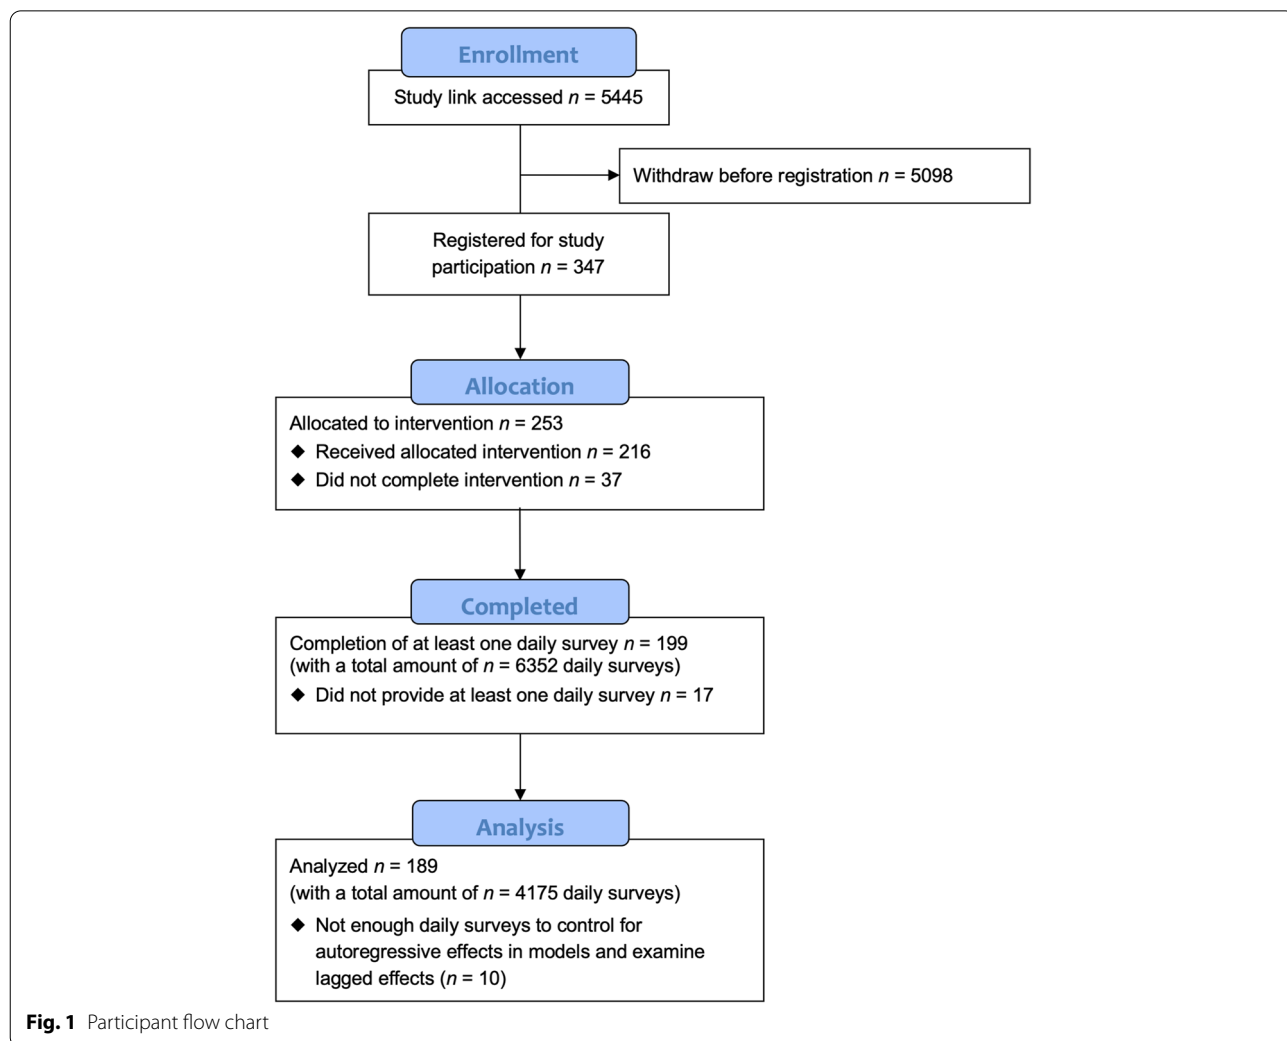 Enrollment
Study link accessed n = 5445
Withdraw before registration n = 5098
Registered for study
participation n = 347
Allocation
Allocated to intervention n = 253
◆ Received allocated intervention n = 216
◆ Did not complete intervention n = 37
Completed
Completion of at least one daily survey n = 199
(with a total amount of n = 6352 daily surveys)
◆ Did not provide at least one daily survey n = 17
Analysis
Analyzed n = 189
(with a total amount of n = 4175 daily surveys)
◆ Not enough daily surveys to control for
autoregressive effects in models and examine
lagged effects (n = 10)
Fig. 1 Participant flow chart